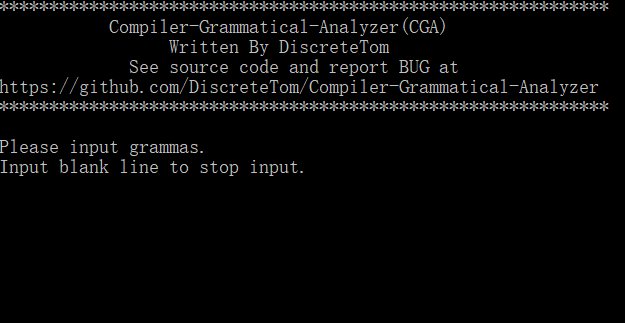 *************************************************************
Compiler-Grammatical-Analyzer(CGA)
Written By DiscreteTom
See source code and report BUG at
https://github.com/DiscreteTom/Compiler-Grammatical-Analyzer
*************************************************************
Please input grammas.
Input blank line to stop input.